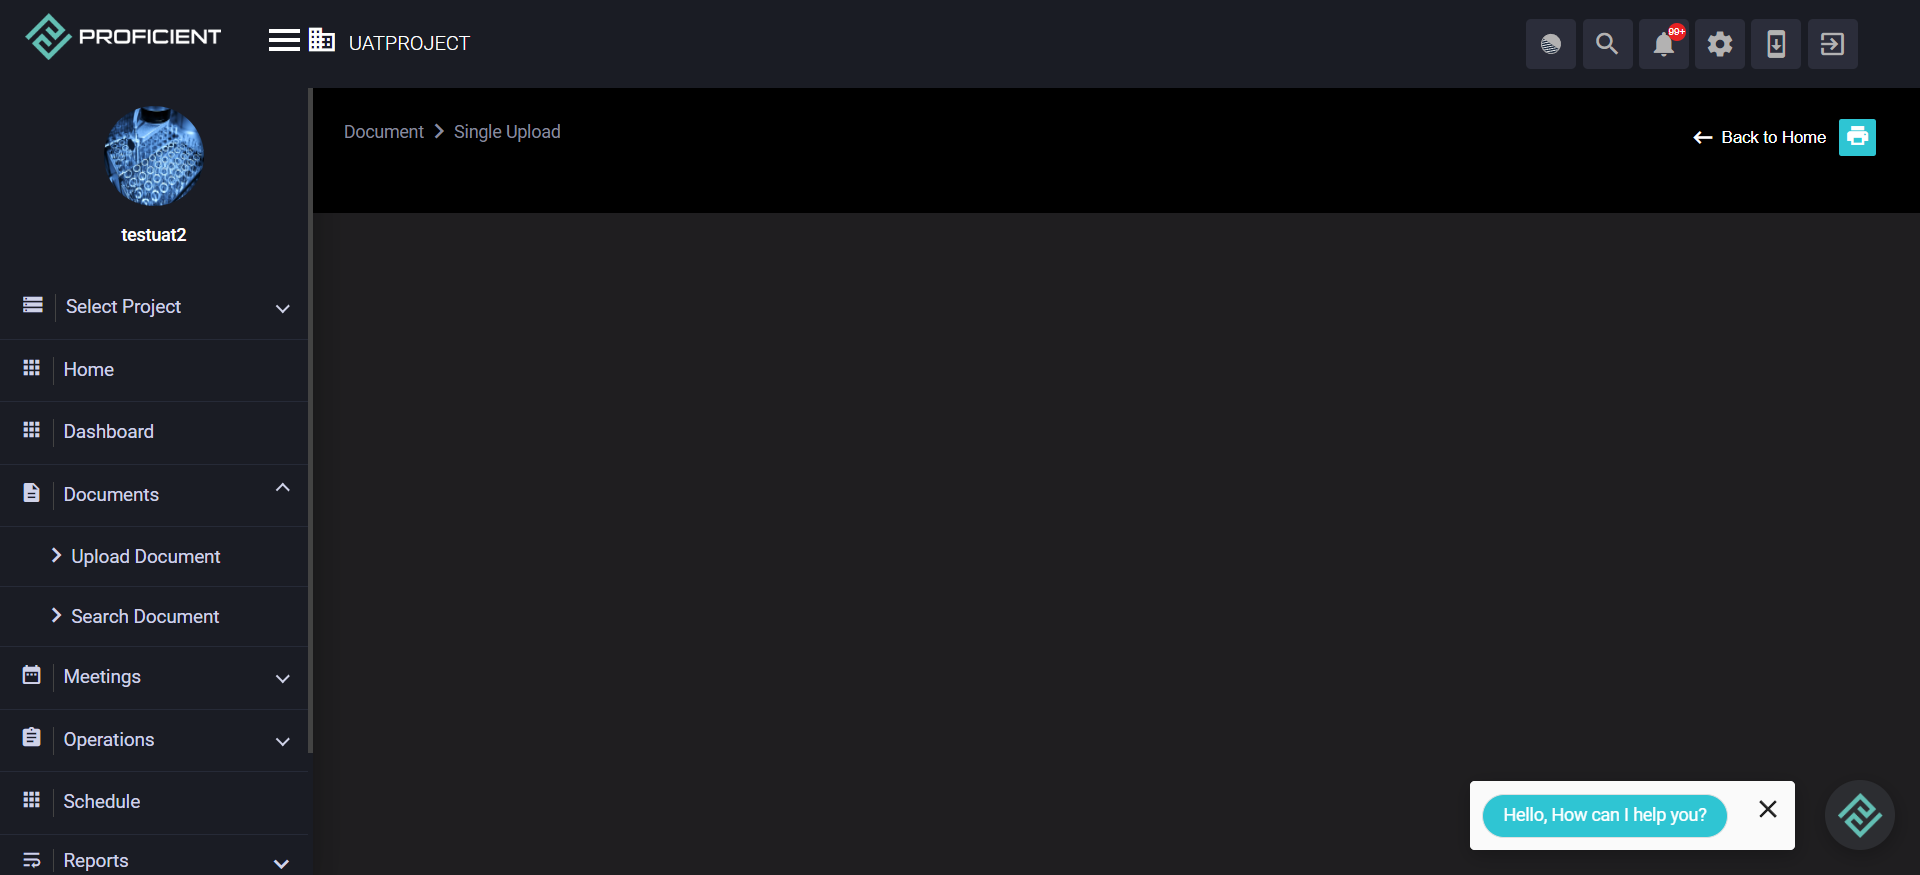 PROFICIENT
UATPROJECT
99+
Document > Single Upload
Back to Home
testuat2
Select Project
Home
Dashboard
Documents
Upload Document
Search Document
Meetings
Operations
Schedule
Reports
Hello, How can I help you?